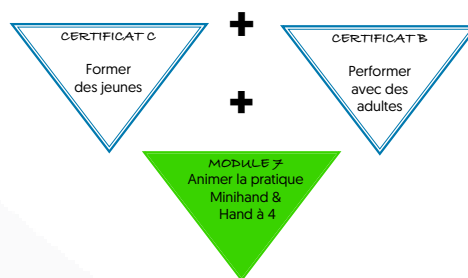 CERTIFICAT C
Former
des jeunes
+
CERTIFICAT B
Performer
avec des
adultes
+
MODULE 7
Animer la pratique
Minihand &
Hand à 4